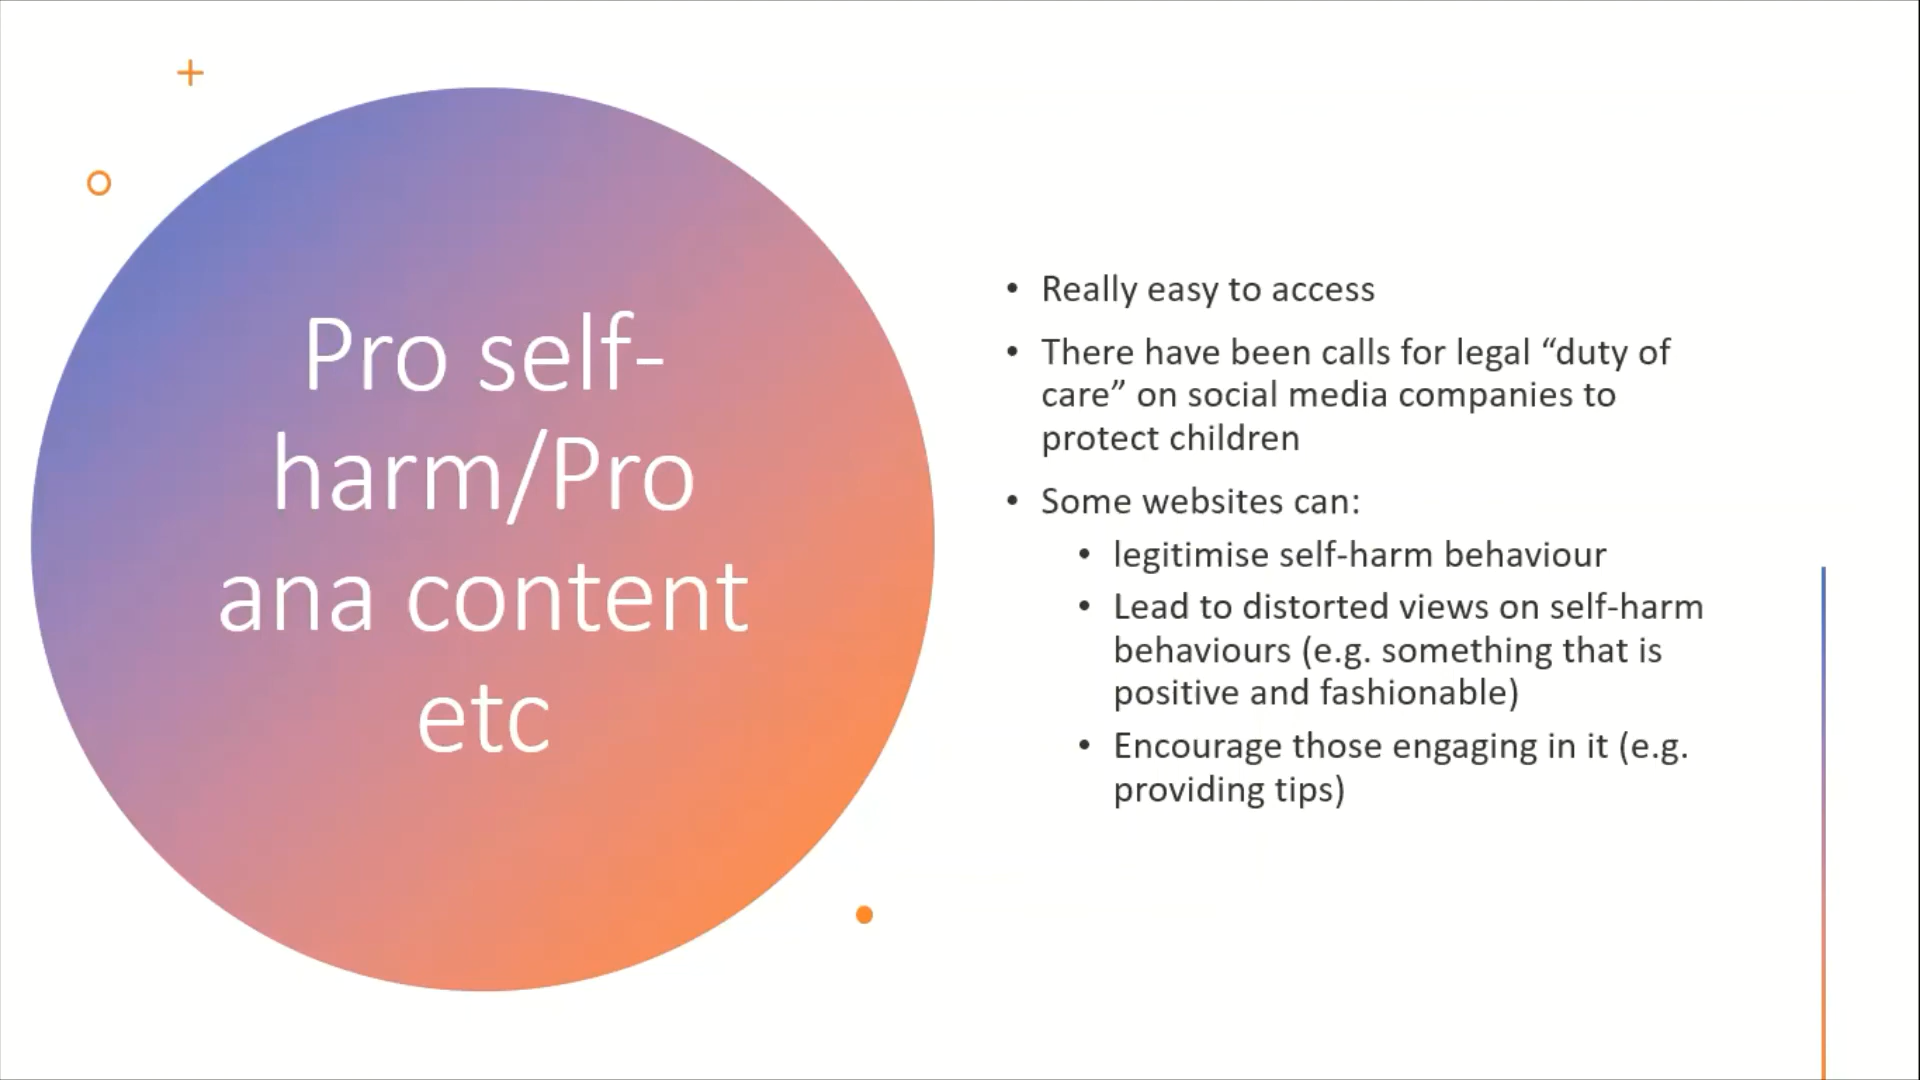 Pro self-
harm/Pro
ana content
etc
• Really easy to access
• There have been calls for legal “duty of
care” on social media companies to
protect children
• Some websites can:
• legitimise self-harm behaviour
• Lead to distorted views on self-harm
behaviours (e.g. something that is
positive and fashionable)
• Encourage those engaging in it (e.g.
providing tips)